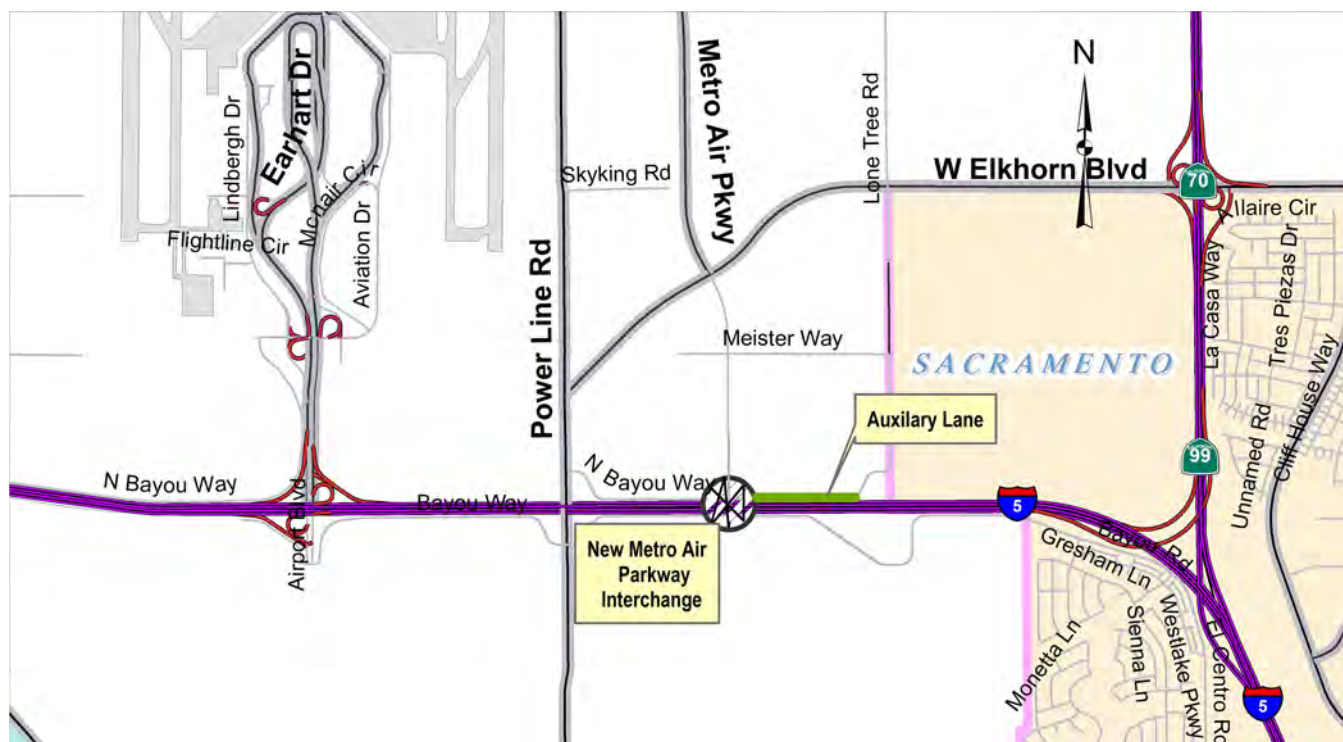 Earhart Dr
Lindbergh Dr
Mcnair Cir
Flightline Cir
Aviation Dr
Power Line Rd
Metro Air Pkwy
Skyking Rd
Lone Tree Rd
N
W Elkhorn Blvd
70
Allaire Cir
La Casa Way
Tres Piezas Dr
Meister Way
SACRAMENTO
Cliff House Way
Unnamed Rd
Auxilary Lane
99
N Bayou Way
Bayou Way
N Bayou Way
Airport Blvd
5
Bayou Rd
New Metro Air
Parkway
Interchange
Gresham Ln
Monetta Ln
Sienna Ln
Westlake Pkwy
El Centro Rd
5